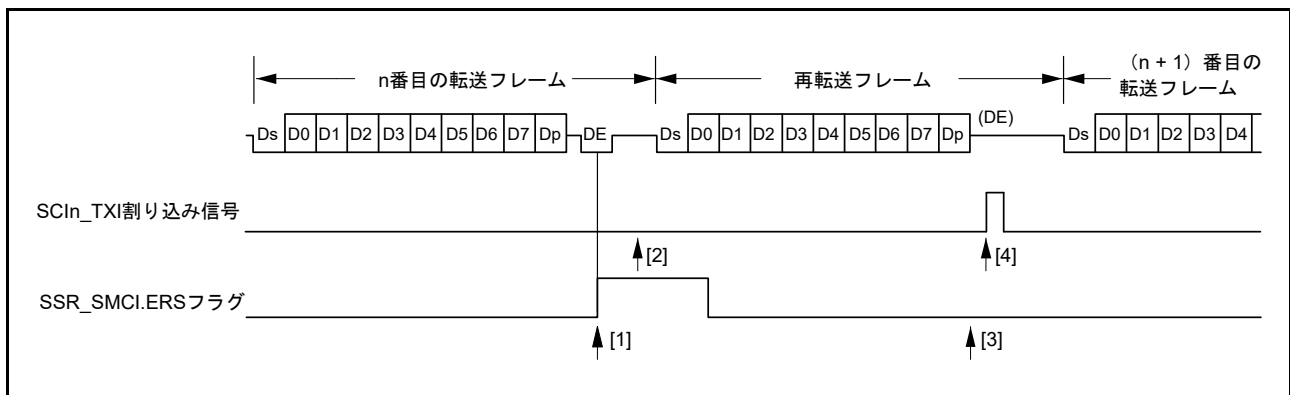 n番目の転送フレーム
再転送フレーム
(n + 1) 番目の
転送フレーム
Ds D0 D1 D2 D3 D4 D5 D6 D7 Dp DE Ds D0 D1 D2 D3 D4 D5 D6 D7 Dp (DE) Ds D0 D1 D2 D3 D4
SCIn_TXI割り込み信号
[2] [4]
SSR_SMCI.ERSフラグ
[1] [3]